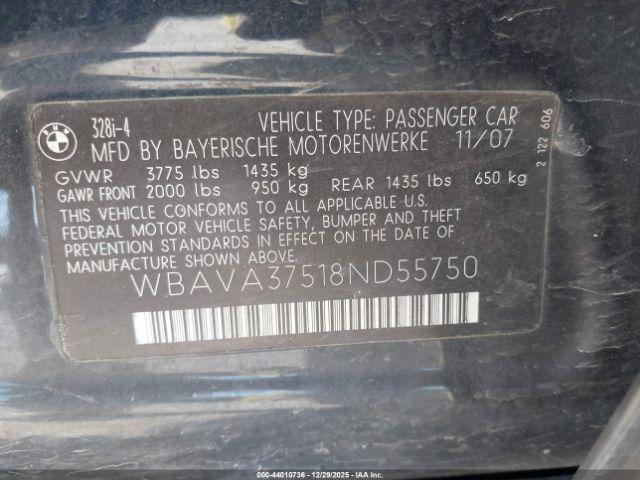 BMW
328i-4
VEHICLE TYPE: PASSENGER CAR
MFD BY BAYERISCHE MOTORENWERKE 11/07
GVWR 3775 lbs 1435 kg
GAWR FRONT 2000 lbs 950 kg REAR 1435 lbs 650 kg
THIS VEHICLE CONFORMS TO ALL APPLICABLE U.S.
FEDERAL MOTOR VEHICLE SAFETY, BUMPER AND THEFT
PREVENTION STANDARDS IN EFFECT ON THE DATE OF
MANUFACTURE SHOWN ABOVE.
WBAVA37518ND55750
2 122 606
000-44010736 - 12/29/2025 - IAAI, INC.